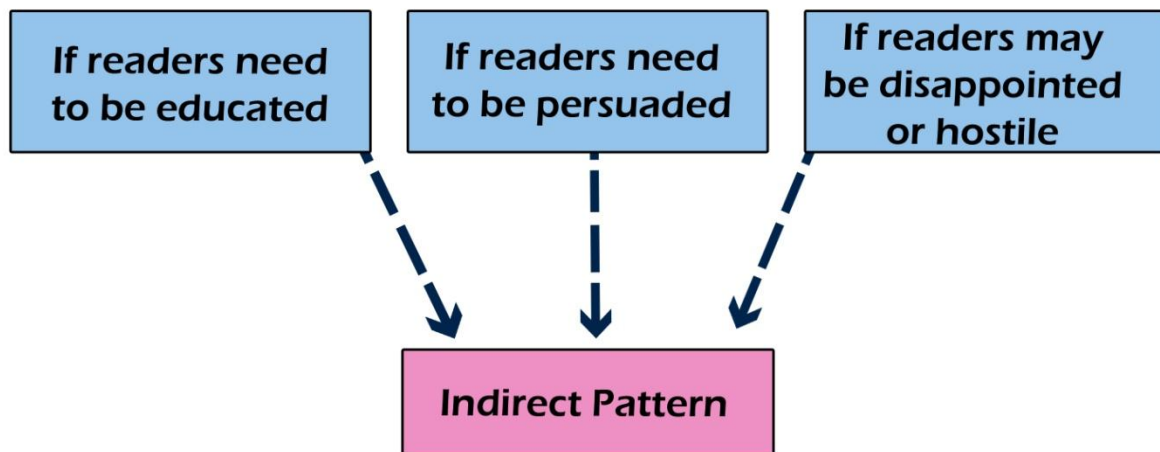 If readers need
to be educated
If readers need
to be persuaded
If readers may
be disappointed
or hostile
Indirect Pattern